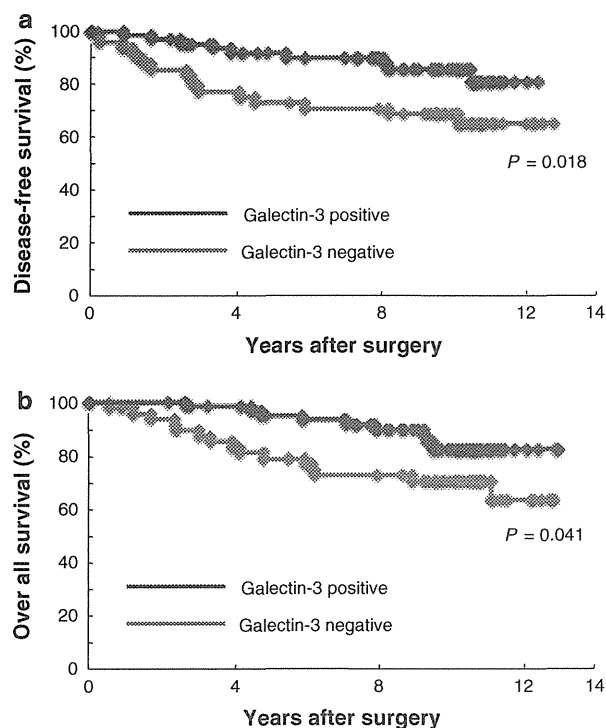 a
Disease-free survival (%)
100
80
60
40
20
0
P = 0.018
Galectin-3 positive
Galectin-3 negative
0 4 8 12 14
Years after surgery
b
Over all survival (%)
100
80
60
40
20
0
P = 0.041
Galectin-3 positive
Galectin-3 negative
0 4 8 12 14
Years after surgery